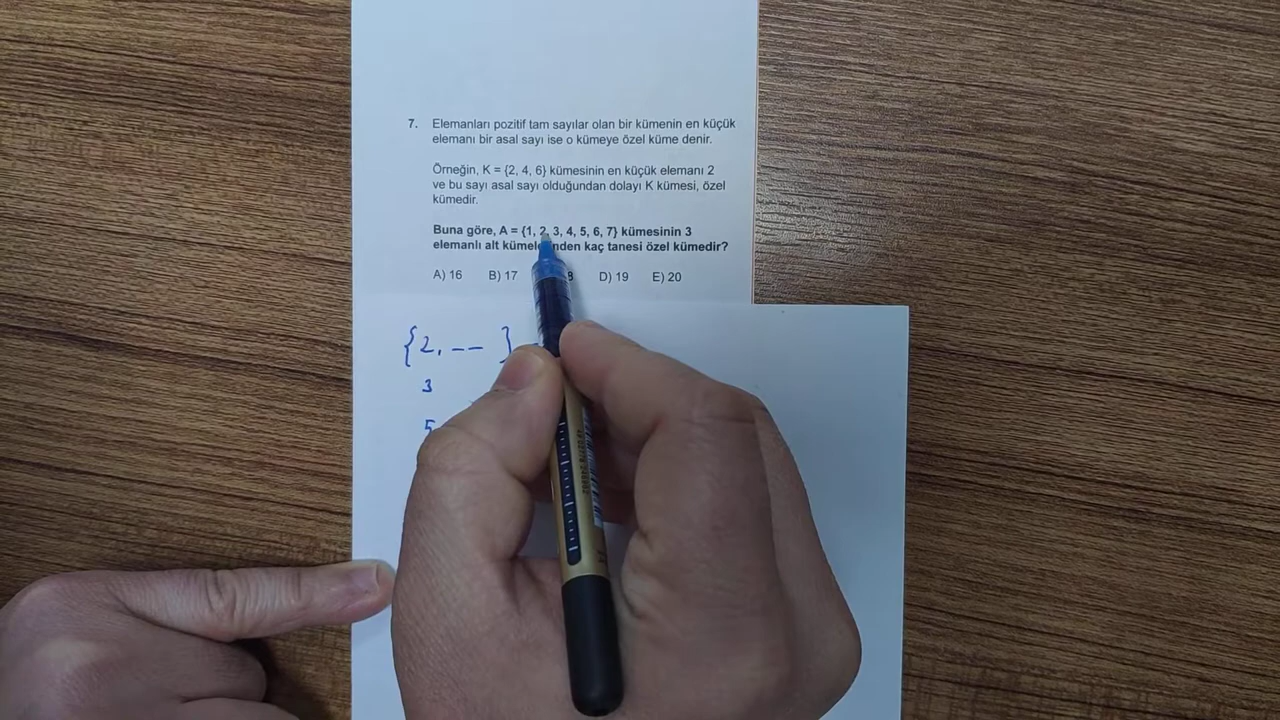 7. Elemanları pozitif tam sayılar olan bir kümenin en küçük
elemanı bir asal sayı ise o kümeye özel küme denir.
Örneğin, K = {2, 4, 6} kümesinin en küçük elemanı 2
ve bu sayı asal sayı olduğundan dolayı K kümesi, özel
kümedir.
Buna göre, A = {1, 2, 3, 4, 5, 6, 7} kümesinin 3
elemanlı alt kaç tanesi özel kümedir?
A) 16 B) 17 8 D) 19 E) 20
{2, -- }
3
5